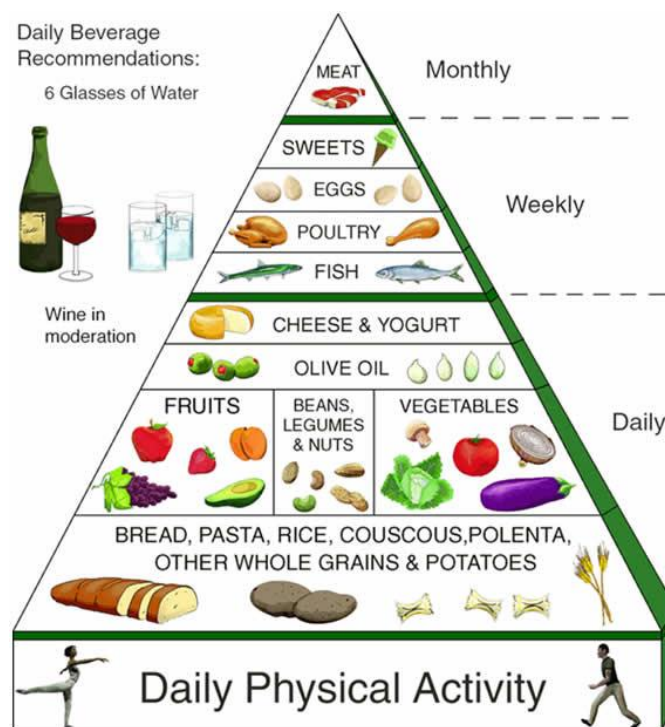 Daily Beverage
Recommendations:
6 Glasses of Water
Wine in
moderation
MEAT
Monthly
SWEETS
EGGS
POULTRY
FISH
Weekly
CHEESE & YOGURT
OLIVE OIL
FRUITS
BEANS,
LEGUMES
& NUTS
VEGETABLES
Daily
BREAD, PASTA, RICE, COUSCOUS,POLENTA,
OTHER WHOLE GRAINS & POTATOES
Daily Physical Activity